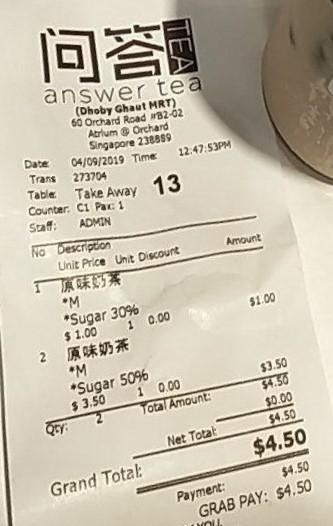 问答 TEA
answer tea
(Dhoby Ghaut MRT)
60 Orchard Road #B2-02
Atrium @ Orchard
Singapore 238889
Date: 04/09/2019 Time: 12:47:53PM
Trans 273704
Table: Take Away 13
Counter: C1 Pax: 1
Staff: ADMIN
No Description Amount
Unit Price Unit Discount
1 原味奶茶
*M
*Sugar 30% $1.00
$ 1.00 1 0.00
2 原味奶茶
*M
*Sugar 50% $3.50
$ 3.50 1 0.00 $4.50
Qty: 2 Total Amount: $0.00
$4.50
Net Total: $4.50
Grand Total:
Payment: $4.50
GRAB PAY: $4.50
YOU.